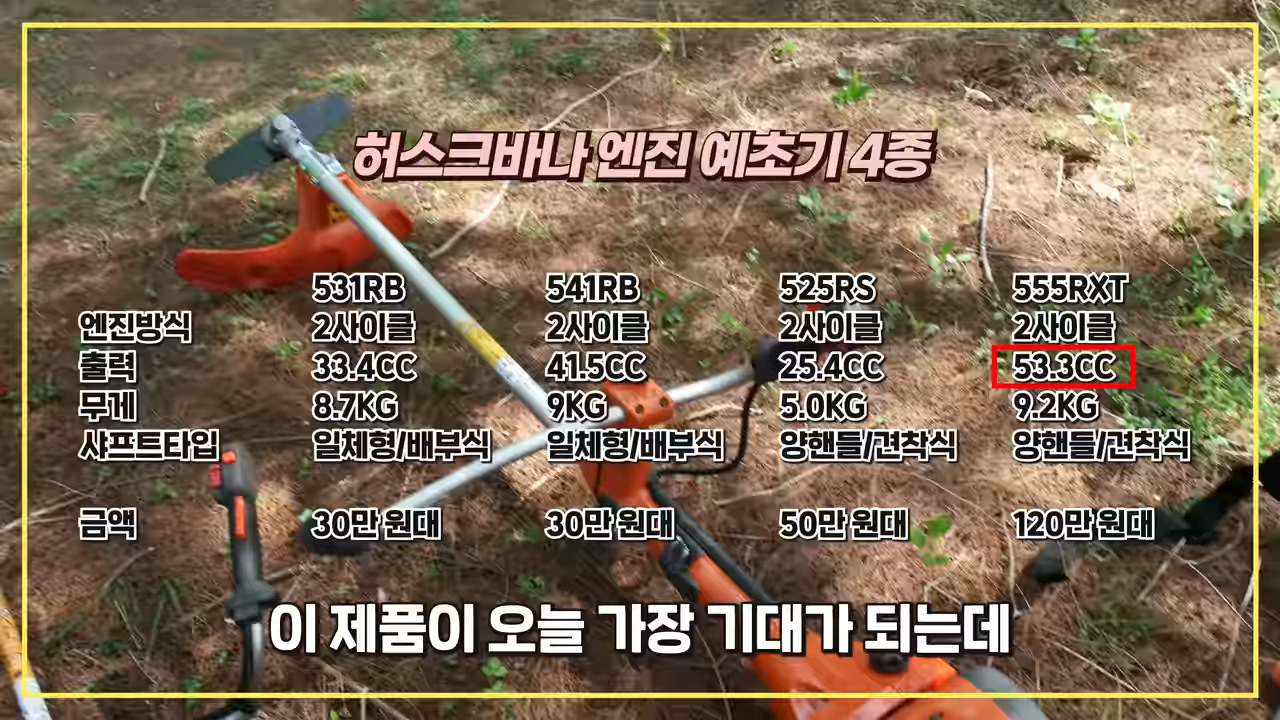 허스크바나 엔진 예초기 4종
531RB 541RB 525RS 555RXT
엔진방식 2사이클 2사이클 2사이클 2사이클
출력 33.4CC 41.5CC 25.4CC 53.3CC
무게 8.7KG 9KG 5.0KG 9.2KG
샤프트타입 일체형/배부식 일체형/배부식 양핸들/견착식 양핸들/견착식
금액 30만 원대 30만 원대 50만 원대 120만 원대
이 제품이 오늘 가장 기대가 되는데